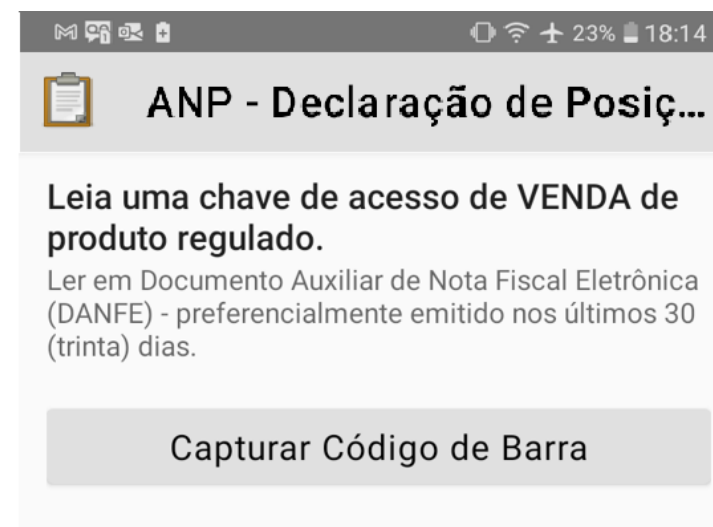 23% 18:14
ANP - Declaração de Posiç...
Leia uma chave de acesso de VENDA de
produto regulado.
Ler em Documento Auxiliar de Nota Fiscal Eletrônica
(DANFE) - preferencialmente emitido nos últimos 30
(trinta) dias.
Capturar Código de Barra